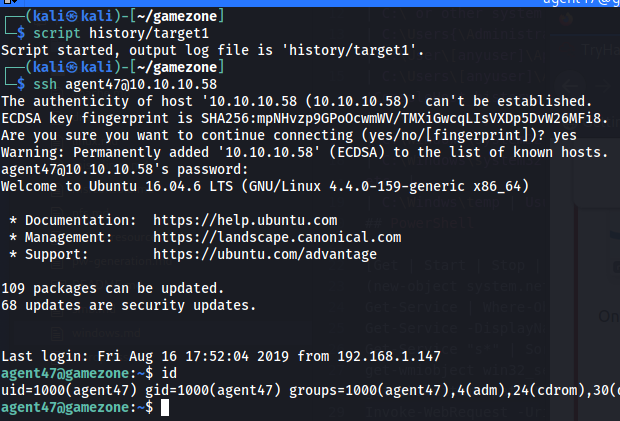 agent47@g
┌──(kali㉿kali)-[~/gamezone]
└─$ script history/target1
Script started, output log file is 'history/target1'.
┌──(kali㉿kali)-[~/gamezone]
└─$ ssh agent47@10.10.10.58
The authenticity of host '10.10.10.58 (10.10.10.58)' can't be established.
ECDSA key fingerprint is SHA256:mpNHvzp9GPoOcwmWV/TMXiGwcqLIsVXDp5DvW26MFi8.
Are you sure you want to continue connecting (yes/no/[fingerprint])? yes
Warning: Permanently added '10.10.10.58' (ECDSA) to the list of known hosts.
agent47@10.10.10.58's password:
Welcome to Ubuntu 16.04.6 LTS (GNU/Linux 4.4.0-159-generic x86_64)
* Documentation: https://help.ubuntu.com
* Management: https://landscape.canonical.com
* Support: https://ubuntu.com/advantage
109 packages can be updated.
68 updates are security updates.
Last login: Fri Aug 16 17:52:04 2019 from 192.168.1.147
agent47@gamezone:~$ id
uid=1000(agent47) gid=1000(agent47) groups=1000(agent47),4(adm),24(cdrom),30(
agent47@gamezone:~$